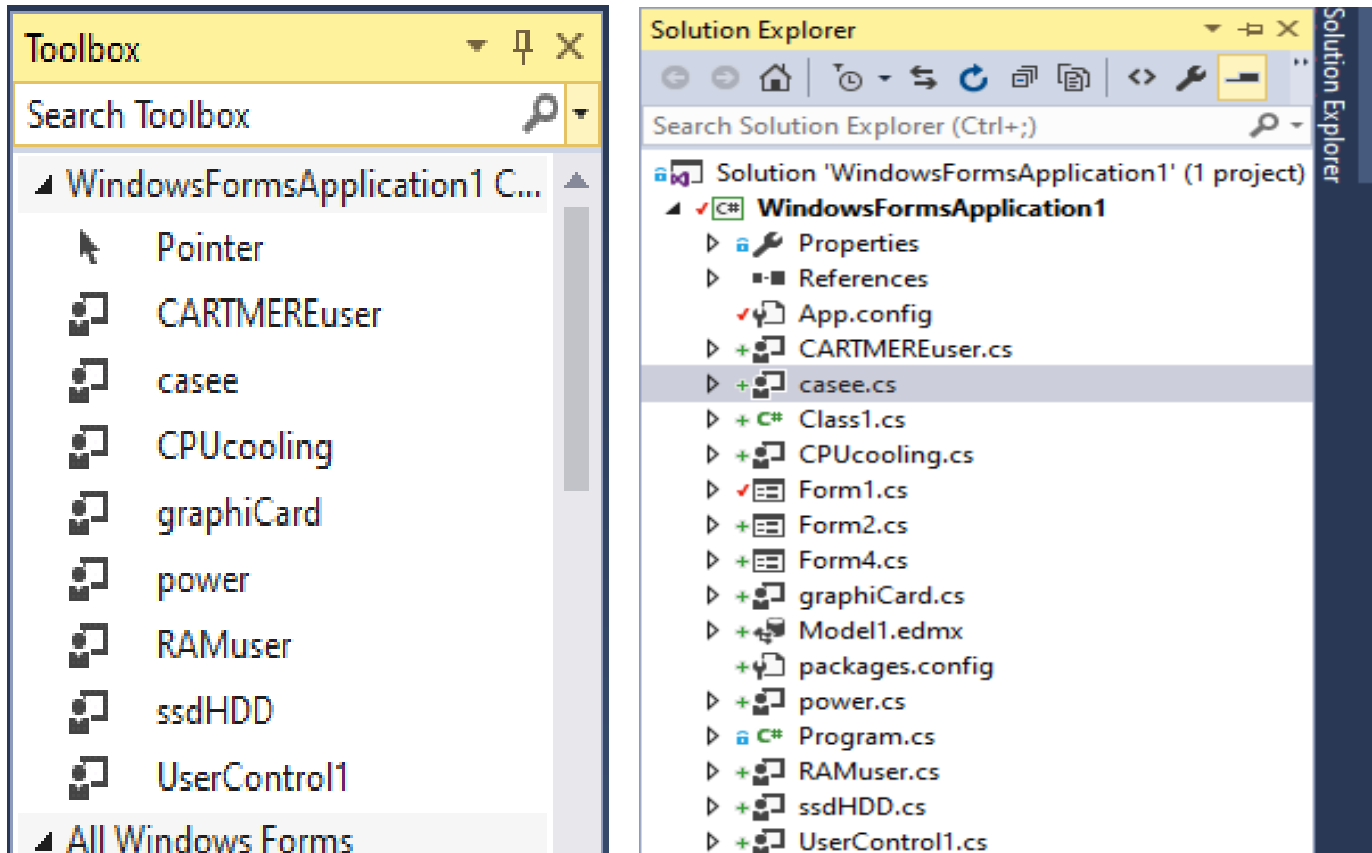 Toolbox
Search Toolbox
WindowsFormsApplication1 C...
Pointer
CARTMEREuser
casee
CPUcooling
graphiCard
power
RAMuser
ssdHDD
UserControl1
All Windows Forms
Solution Explorer
Search Solution Explorer (Ctrl+;)
Solution 'WindowsFormsApplication1' (1 project)
C# WindowsFormsApplication1
Properties
References
App.config
CARTMEREuser.cs
casee.cs
C# Class1.cs
CPUcooling.cs
Form1.cs
Form2.cs
Form4.cs
graphiCard.cs
Model1.edmx
packages.config
power.cs
C# Program.cs
RAMuser.cs
ssdHDD.cs
UserControl1.cs
Solution Explorer